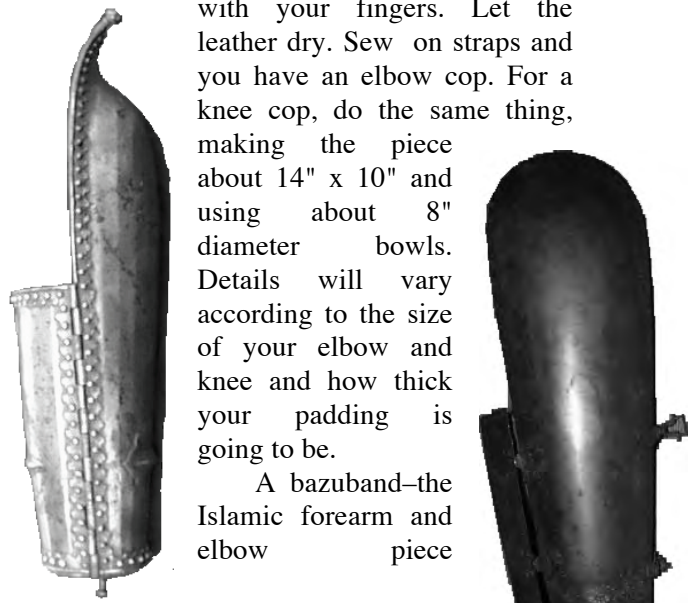 with your fingers. Let the
leather dry. Sew on straps and
you have an elbow cop. For a
knee cop, do the same thing,
making the piece
about 14" x 10" and
using about 8"
diameter bowls.
Details will vary
according to the size
of your elbow and
knee and how thick
your padding is
going to be.
A bazuband–the
Islamic forearm and
elbow piece